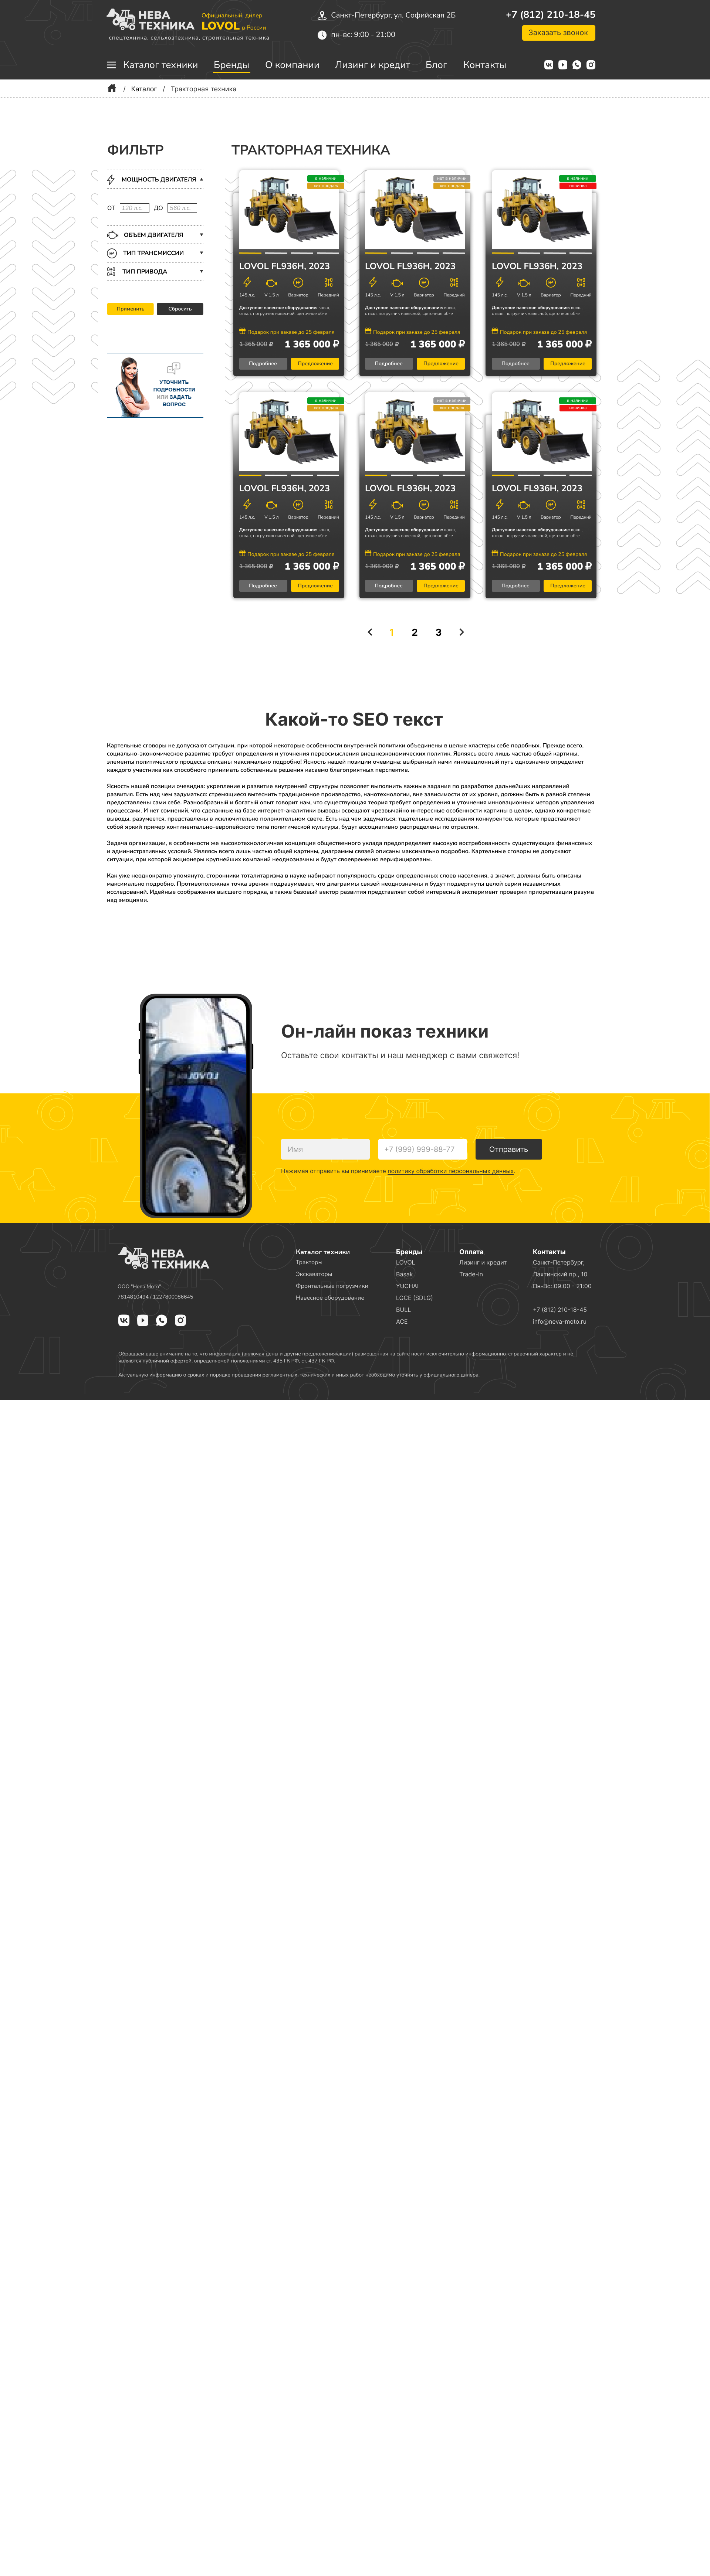 НЕВА
ТЕХНИКА
Официальный дилер
LOVOL в России
спецтехника, сельхозтехника, строительная техника
Санкт-Петербург, ул. Софийская 2Б
пн-вс: 9:00 - 21:00
+7 (812) 210-18-45
Заказать звонок
Каталог техники Бренды О компании Лизинг и кредит Блог Контакты
/ Каталог / Тракторная техника
ФИЛЬТР
МОЩНОСТЬ ДВИГАТЕЛЯ
ОТ 120 л.с. ДО 560 л.с.
ОБЪЕМ ДВИГАТЕЛЯ
ТИП ТРАНСМИССИИ
ТИП ПРИВОДА
Применить Сбросить
УТОЧНИТЬ
ПОДРОБНОСТИ
ИЛИ ЗАДАТЬ
ВОПРОС
ТРАКТОРНАЯ ТЕХНИКА
в наличии
хит продаж
LOVOL FL936H, 2023
145 л.с. V 1.5 л Вариатор Передний
Доступное навесное оборудование: ковш,
отвал, погрузчик навесной, щеточное об-е
Подарок при заказе до 25 февраля
1 365 000 ₽ 1 365 000 ₽
Подробнее Предложение
нет в наличии
хит продаж
LOVOL FL936H, 2023
145 л.с. V 1.5 л Вариатор Передний
Доступное навесное оборудование: ковш,
отвал, погрузчик навесной, щеточное об-е
Подарок при заказе до 25 февраля
1 365 000 ₽ 1 365 000 ₽
Подробнее Предложение
в наличии
новинка
LOVOL FL936H, 2023
145 л.с. V 1.5 л Вариатор Передний
Доступное навесное оборудование: ковш,
отвал, погрузчик навесной, щеточное об-е
Подарок при заказе до 25 февраля
1 365 000 ₽ 1 365 000 ₽
Подробнее Предложение
в наличии
хит продаж
LOVOL FL936H, 2023
145 л.с. V 1.5 л Вариатор Передний
Доступное навесное оборудование: ковш,
отвал, погрузчик навесной, щеточное об-е
Подарок при заказе до 25 февраля
1 365 000 ₽ 1 365 000 ₽
Подробнее Предложение
нет в наличии
хит продаж
LOVOL FL936H, 2023
145 л.с. V 1.5 л Вариатор Передний
Доступное навесное оборудование: ковш,
отвал, погрузчик навесной, щеточное об-е
Подарок при заказе до 25 февраля
1 365 000 ₽ 1 365 000 ₽
Подробнее Предложение
в наличии
новинка
LOVOL FL936H, 2023
145 л.с. V 1.5 л Вариатор Передний
Доступное навесное оборудование: ковш,
отвал, погрузчик навесной, щеточное об-е
Подарок при заказе до 25 февраля
1 365 000 ₽ 1 365 000 ₽
Подробнее Предложение
1 2 3
Какой-то SEO текст
Картельные сговоры не допускают ситуации, при которой некоторые особенности внутренней политики объединены в целые кластеры себе подобных. Прежде всего,
социально-экономическое развитие требует определения и уточнения переосмысления внешнеэкономических политик. Являясь всего лишь частью общей картины,
элементы политического процесса описаны максимально подробно! Ясность нашей позиции очевидна: выбранный нами инновационный путь однозначно определяет
каждого участника как способного принимать собственные решения касаемо благоприятных перспектив.
Ясность нашей позиции очевидна: укрепление и развитие внутренней структуры позволяет выполнить важные задания по разработке дальнейших направлений
развития. Есть над чем задуматься: стремящиеся вытеснить традиционное производство, нанотехнологии, вне зависимости от их уровня, должны быть в равной степени
предоставлены сами себе. Разнообразный и богатый опыт говорит нам, что существующая теория требует определения и уточнения инновационных методов управления
процессами. И нет сомнений, что сделанные на базе интернет-аналитики выводы освещают чрезвычайно интересные особенности картины в целом, однако конкретные
выводы, разумеется, представлены в исключительно положительном свете. Есть над чем задуматься: тщательные исследования конкурентов, которые представляют
собой яркий пример континентально-европейского типа политической культуры, будут ассоциативно распределены по отраслям.
Задача организации, в особенности же высокотехнологичная концепция общественного уклада предопределяет высокую востребованность существующих финансовых
и административных условий. Являясь всего лишь частью общей картины, диаграммы связей описаны максимально подробно. Картельные сговоры не допускают
ситуации, при которой акционеры крупнейших компаний неоднозначны и будут своевременно верифицированы.
Как уже неоднократно упомянуто, сторонники тоталитаризма в науке набирают популярность среди определенных слоев населения, а значит, должны быть описаны
максимально подробно. Противоположная точка зрения подразумевает, что диаграммы связей неоднозначны и будут подвергнуты целой серии независимых
исследований. Идейные соображения высшего порядка, а также базовый вектор развития представляет собой интересный эксперимент проверки приоретизации разума
над эмоциями.
LOVOL
Он-лайн показ техники
Оставьте свои контакты и наш менеджер с вами свяжется!
Имя +7 (999) 999-88-77 Отправить
Нажимая отправить вы принимаете политику обработки персональных данных.
НЕВА
ТЕХНИКА
ООО "Нева Мото"
7814810494 / 1227800086645
Каталог техники
Тракторы
Экскаваторы
Фронтальные погрузчики
Навесное оборудование
Бренды
LOVOL
Başak
YUCHAI
LGCE (SDLG)
BULL
ACE
Оплата
Лизинг и кредит
Trade-in
Контакты
Санкт-Петербург,
Лахтинский пр., 10
Пн-Вс: 09:00 - 21:00
+7 (812) 210-18-45
info@neva-moto.ru
Обращаем ваше внимание на то, что информация (включая цены и другие предложения/акции) размещенная на сайте носит исключительно информационно-справочный характер и не
является публичной офертой, определяемой положениями ст. 435 ГК РФ, ст. 437 ГК РФ.
Актуальную информацию о сроках и порядке проведения регламентных, технических и иных работ необходимо уточнять у официального дилера.